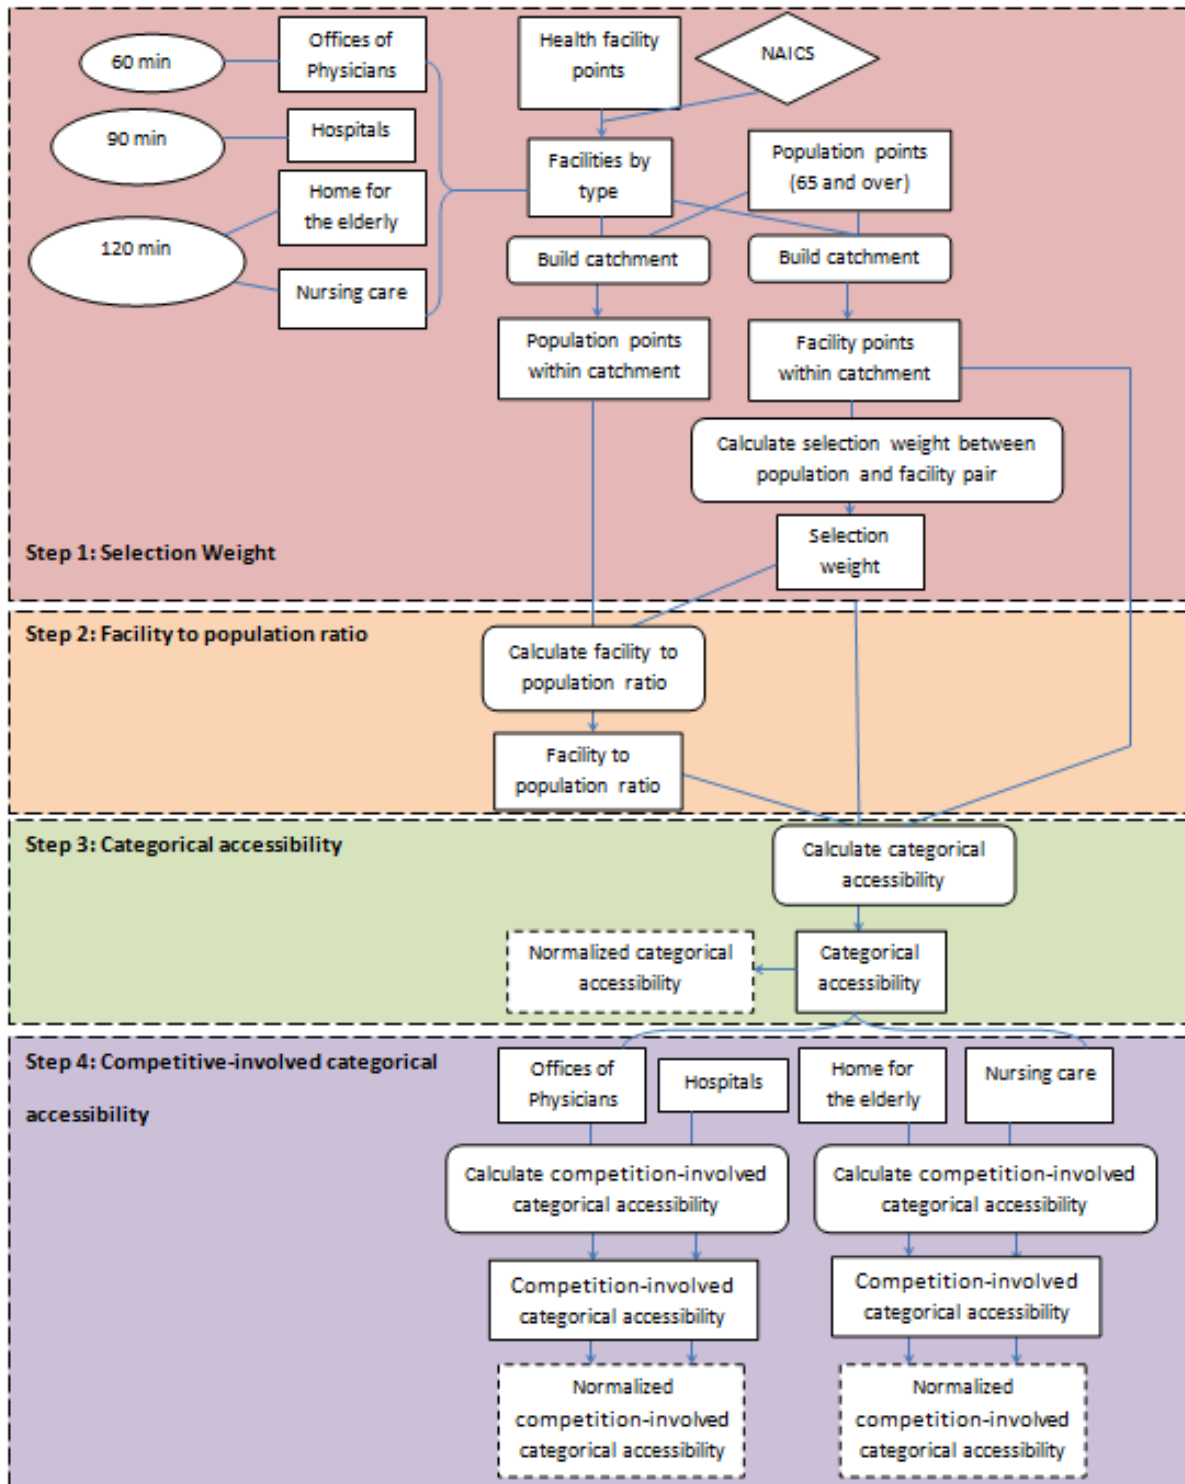 60 min
Offices of
Physicians
Health facility
points
NAICS
90 min
Hospitals
Facilities by
type
Population points
(65 and over)
Home for
the elderly
120 min
Build catchment
Build catchment
Nursing care
Population points
within catchment
Facility points
within catchment
Calculate selection weight between
population and facility pair
Selection
weight
Step 1: Selection Weight
Step 2: Facility to population ratio
Calculate facility to
population ratio
Facility to
population ratio
Step 3: Categorical accessibility
Calculate categorical
accessibility
Normalized categorical
accessibility
Categorical
accessibility
Step 4: Competitive-involved categorical
accessibility
Offices of
Physicians
Hospitals
Home for
the elderly
Nursing care
Calculate competition-involved
categorical accessibility
Calculate competition-involved
categorical accessibility
Competition-involved
categorical accessibility
Competition-involved
categorical accessibility
Normalized
competition-involved
categorical accessibility
Normalized
competition-involved
categorical accessibility